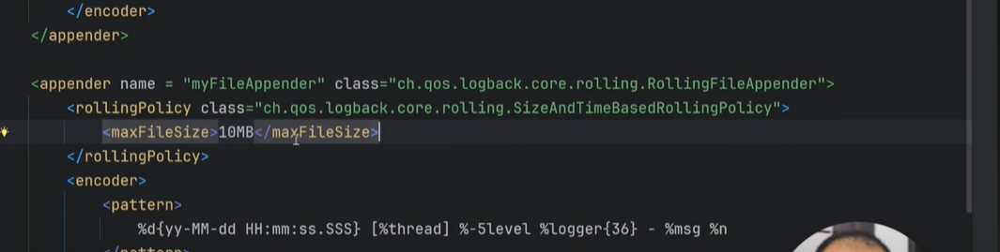 </encoder>
</appender>
<appender name = "myFileAppender" class="ch.qos.logback.core.rolling.RollingFileAppender">
<rollingPolicy class="ch.qos.logback.core.rolling.SizeAndTimeBasedRollingPolicy">
<maxFileSize>10MB</maxFileSize>
</rollingPolicy>
<encoder>
<pattern>
%d{yy-MM-dd HH:mm:ss.SSS} [%thread] %-5level %logger{36} - %msg %n
</pattern>